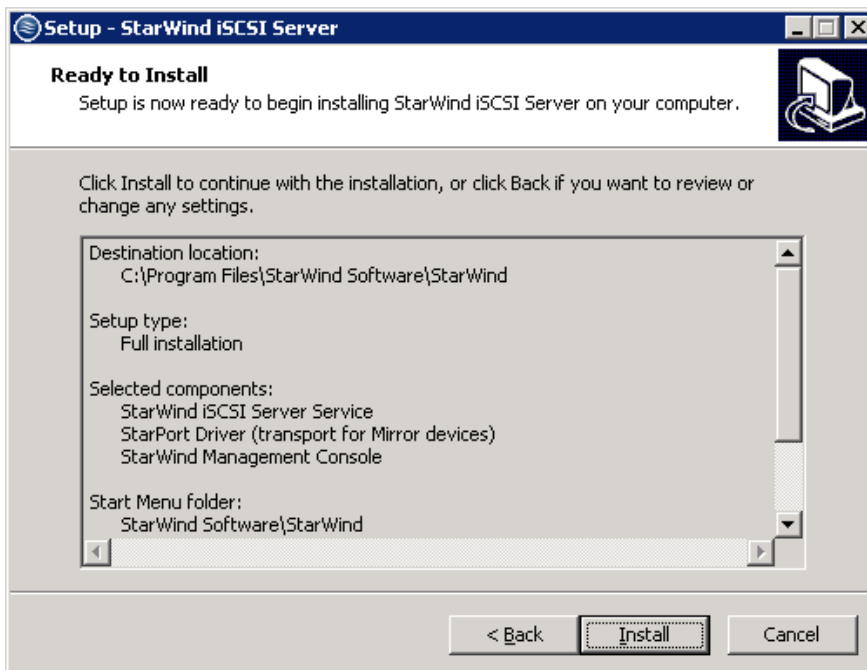 Setup - StarWind iSCSI Server
Ready to Install
Setup is now ready to begin installing StarWind iSCSI Server on your computer.
Click Install to continue with the installation, or click Back if you want to review or
change any settings.
Destination location:
C:\Program Files\StarWind Software\StarWind
Setup type:
Full installation
Selected components:
StarWind iSCSI Server Service
StarPort Driver (transport for Mirror devices)
StarWind Management Console
Start Menu folder:
StarWind Software\StarWind
< Back
Install
Cancel